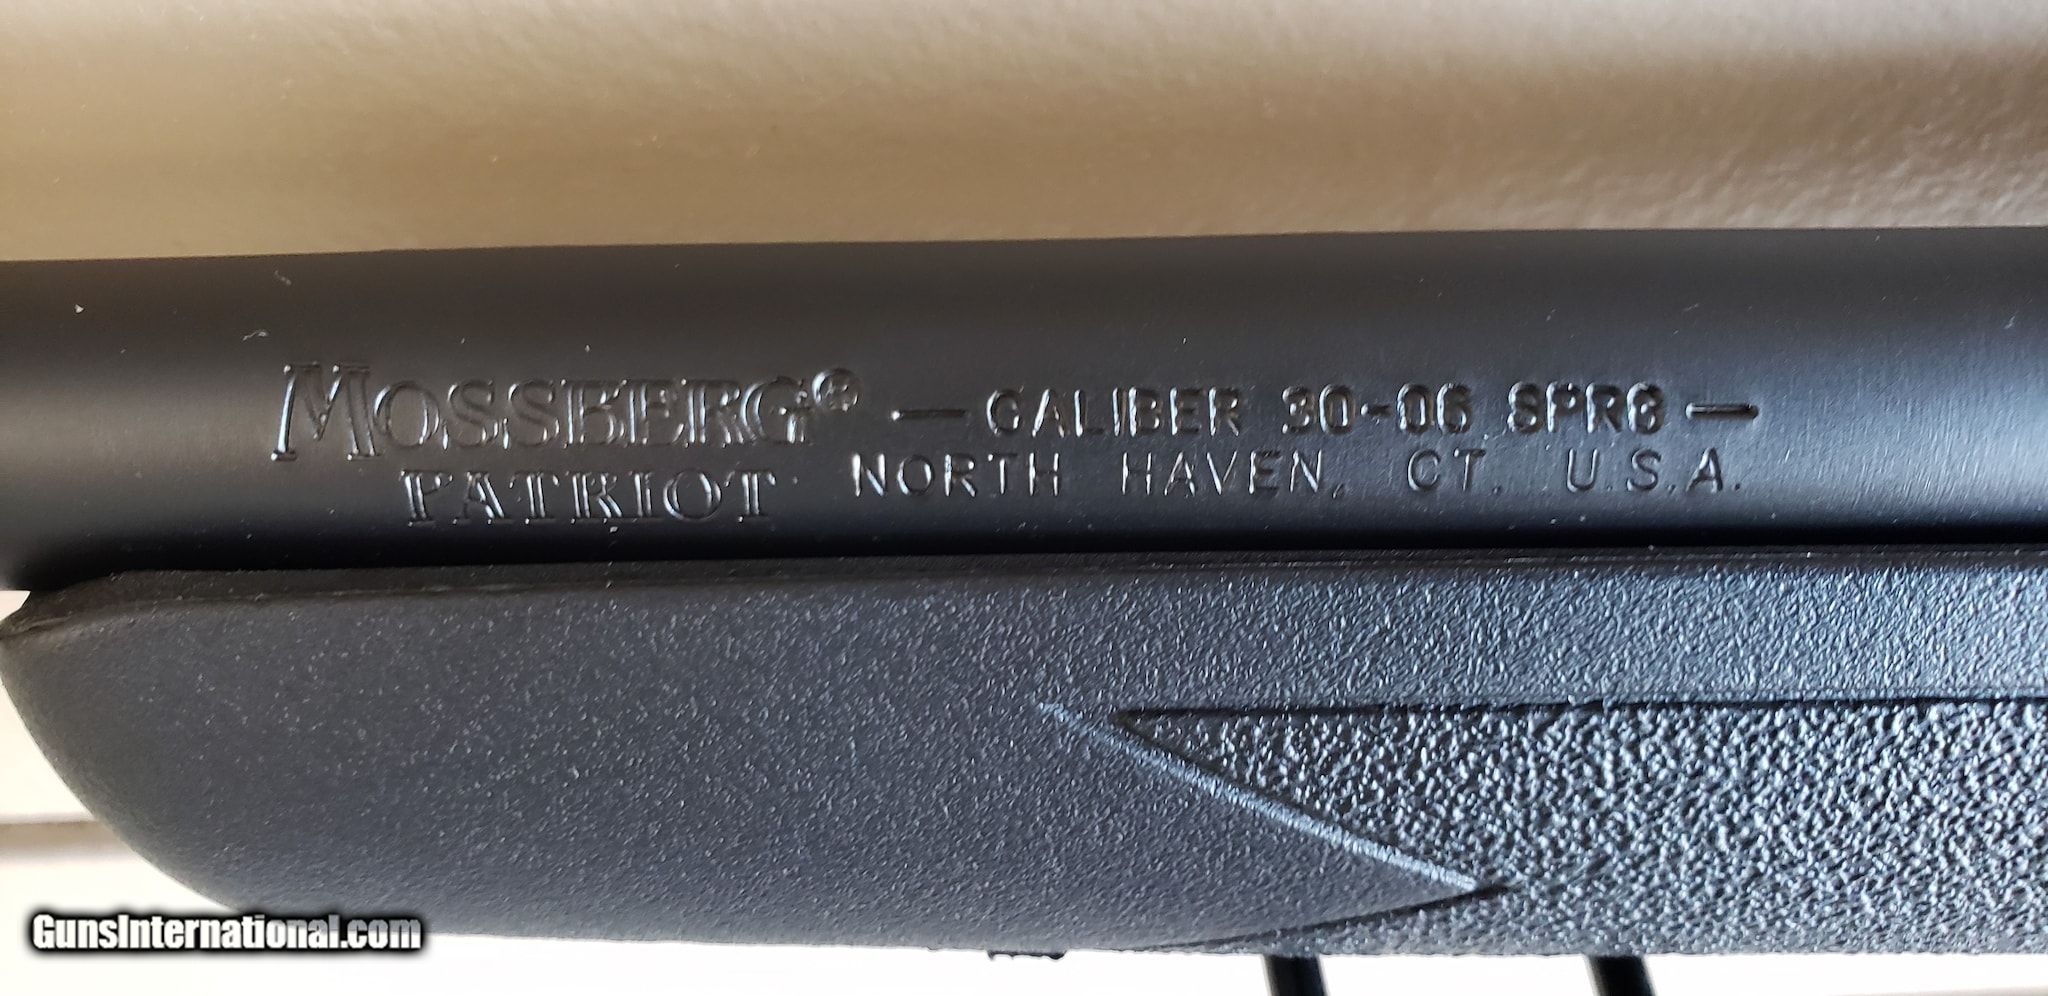 MOSSBERG® — CALIBER 30-06 SPRG —
PATRIOT NORTH HAVEN, CT. U.S.A.
GunsInternational.com